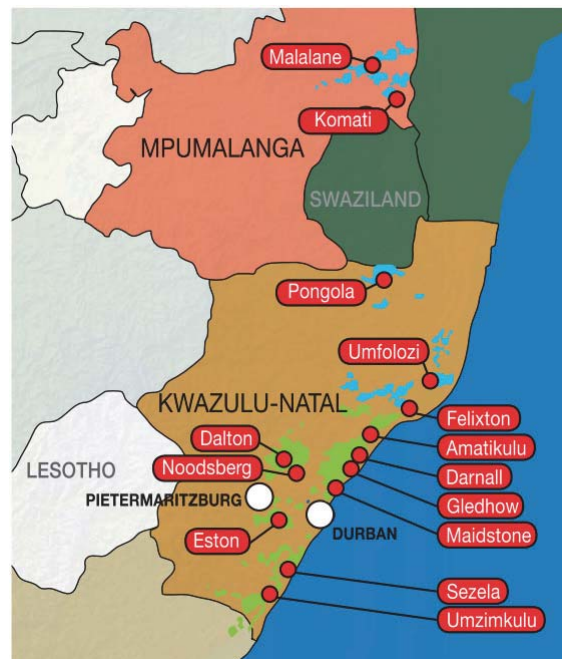 Malalane
Komati
MPUMALANGA
SWAZILAND
Pongola
Umfolozi
KWAZULU-NATAL
Felixton
Dalton
Amatikulu
LESOTHO
Noodsberg
Darnall
PIETERMARITZBURG
Gledhow
DURBAN
Maidstone
Eston
Sezela
Umzimkulu